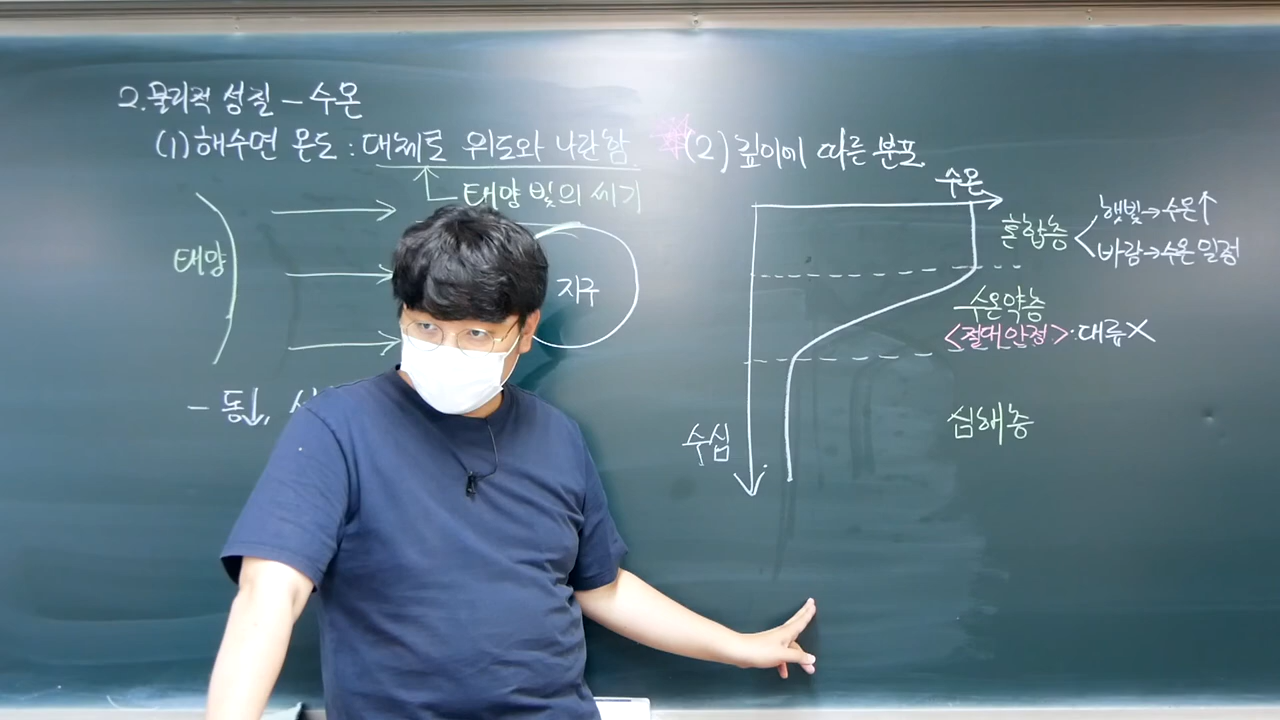 2. 물리적 성질 - 수온
(1) 해수면 온도 : 대체로 위도와 나란함
태양 빛의 세기
태양
지구
- 동↓,
(2) 깊이에 따른 분포
수온
수심
혼합층
햇빛→수온↑
바람→수온 일정
수온약층
<절대안정> : 대류X
심해층